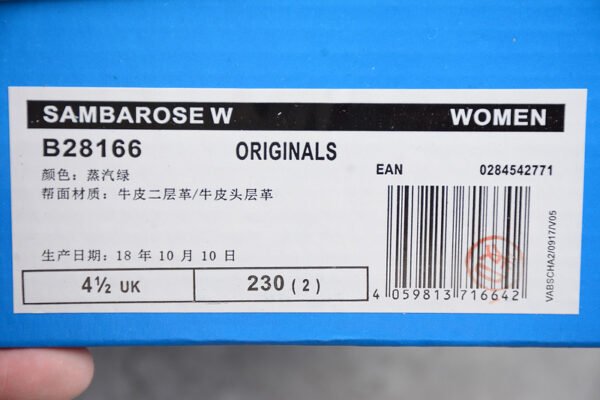 SAMBAROSE W WOMEN
B28166 ORIGINALS
颜色：蒸汽绿
帮面材质：牛皮二层革/牛皮头层革
生产日期：18 年 10 月 10 日
4½ UK 230 (2)
EAN 0284542771
4 059813 716642
VABSCHA2/0917/V05